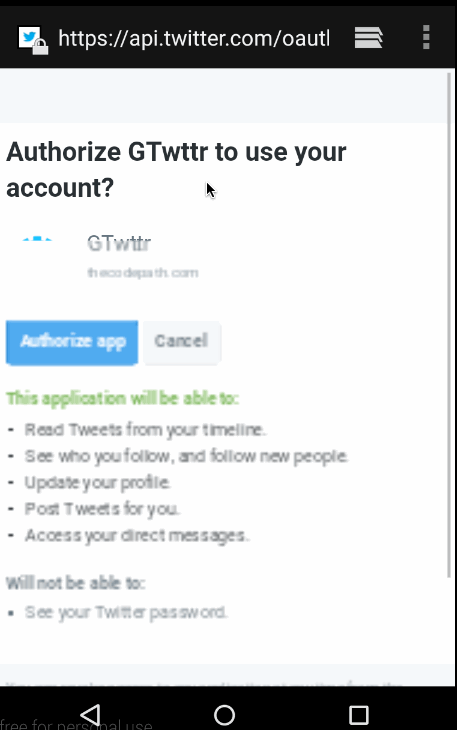 https://api.twitter.com/oautl
Authorize GTwttr to use your
account?
GTwttr
thecodepath.com
Authorize app Cancel
This application will be able to:
- Read Tweets from your timeline.
- See who you follow, and follow new people.
- Update your profile.
- Post Tweets for you.
- Access your direct messages.
Will not be able to:
• See your Twitter password.
free for personal use